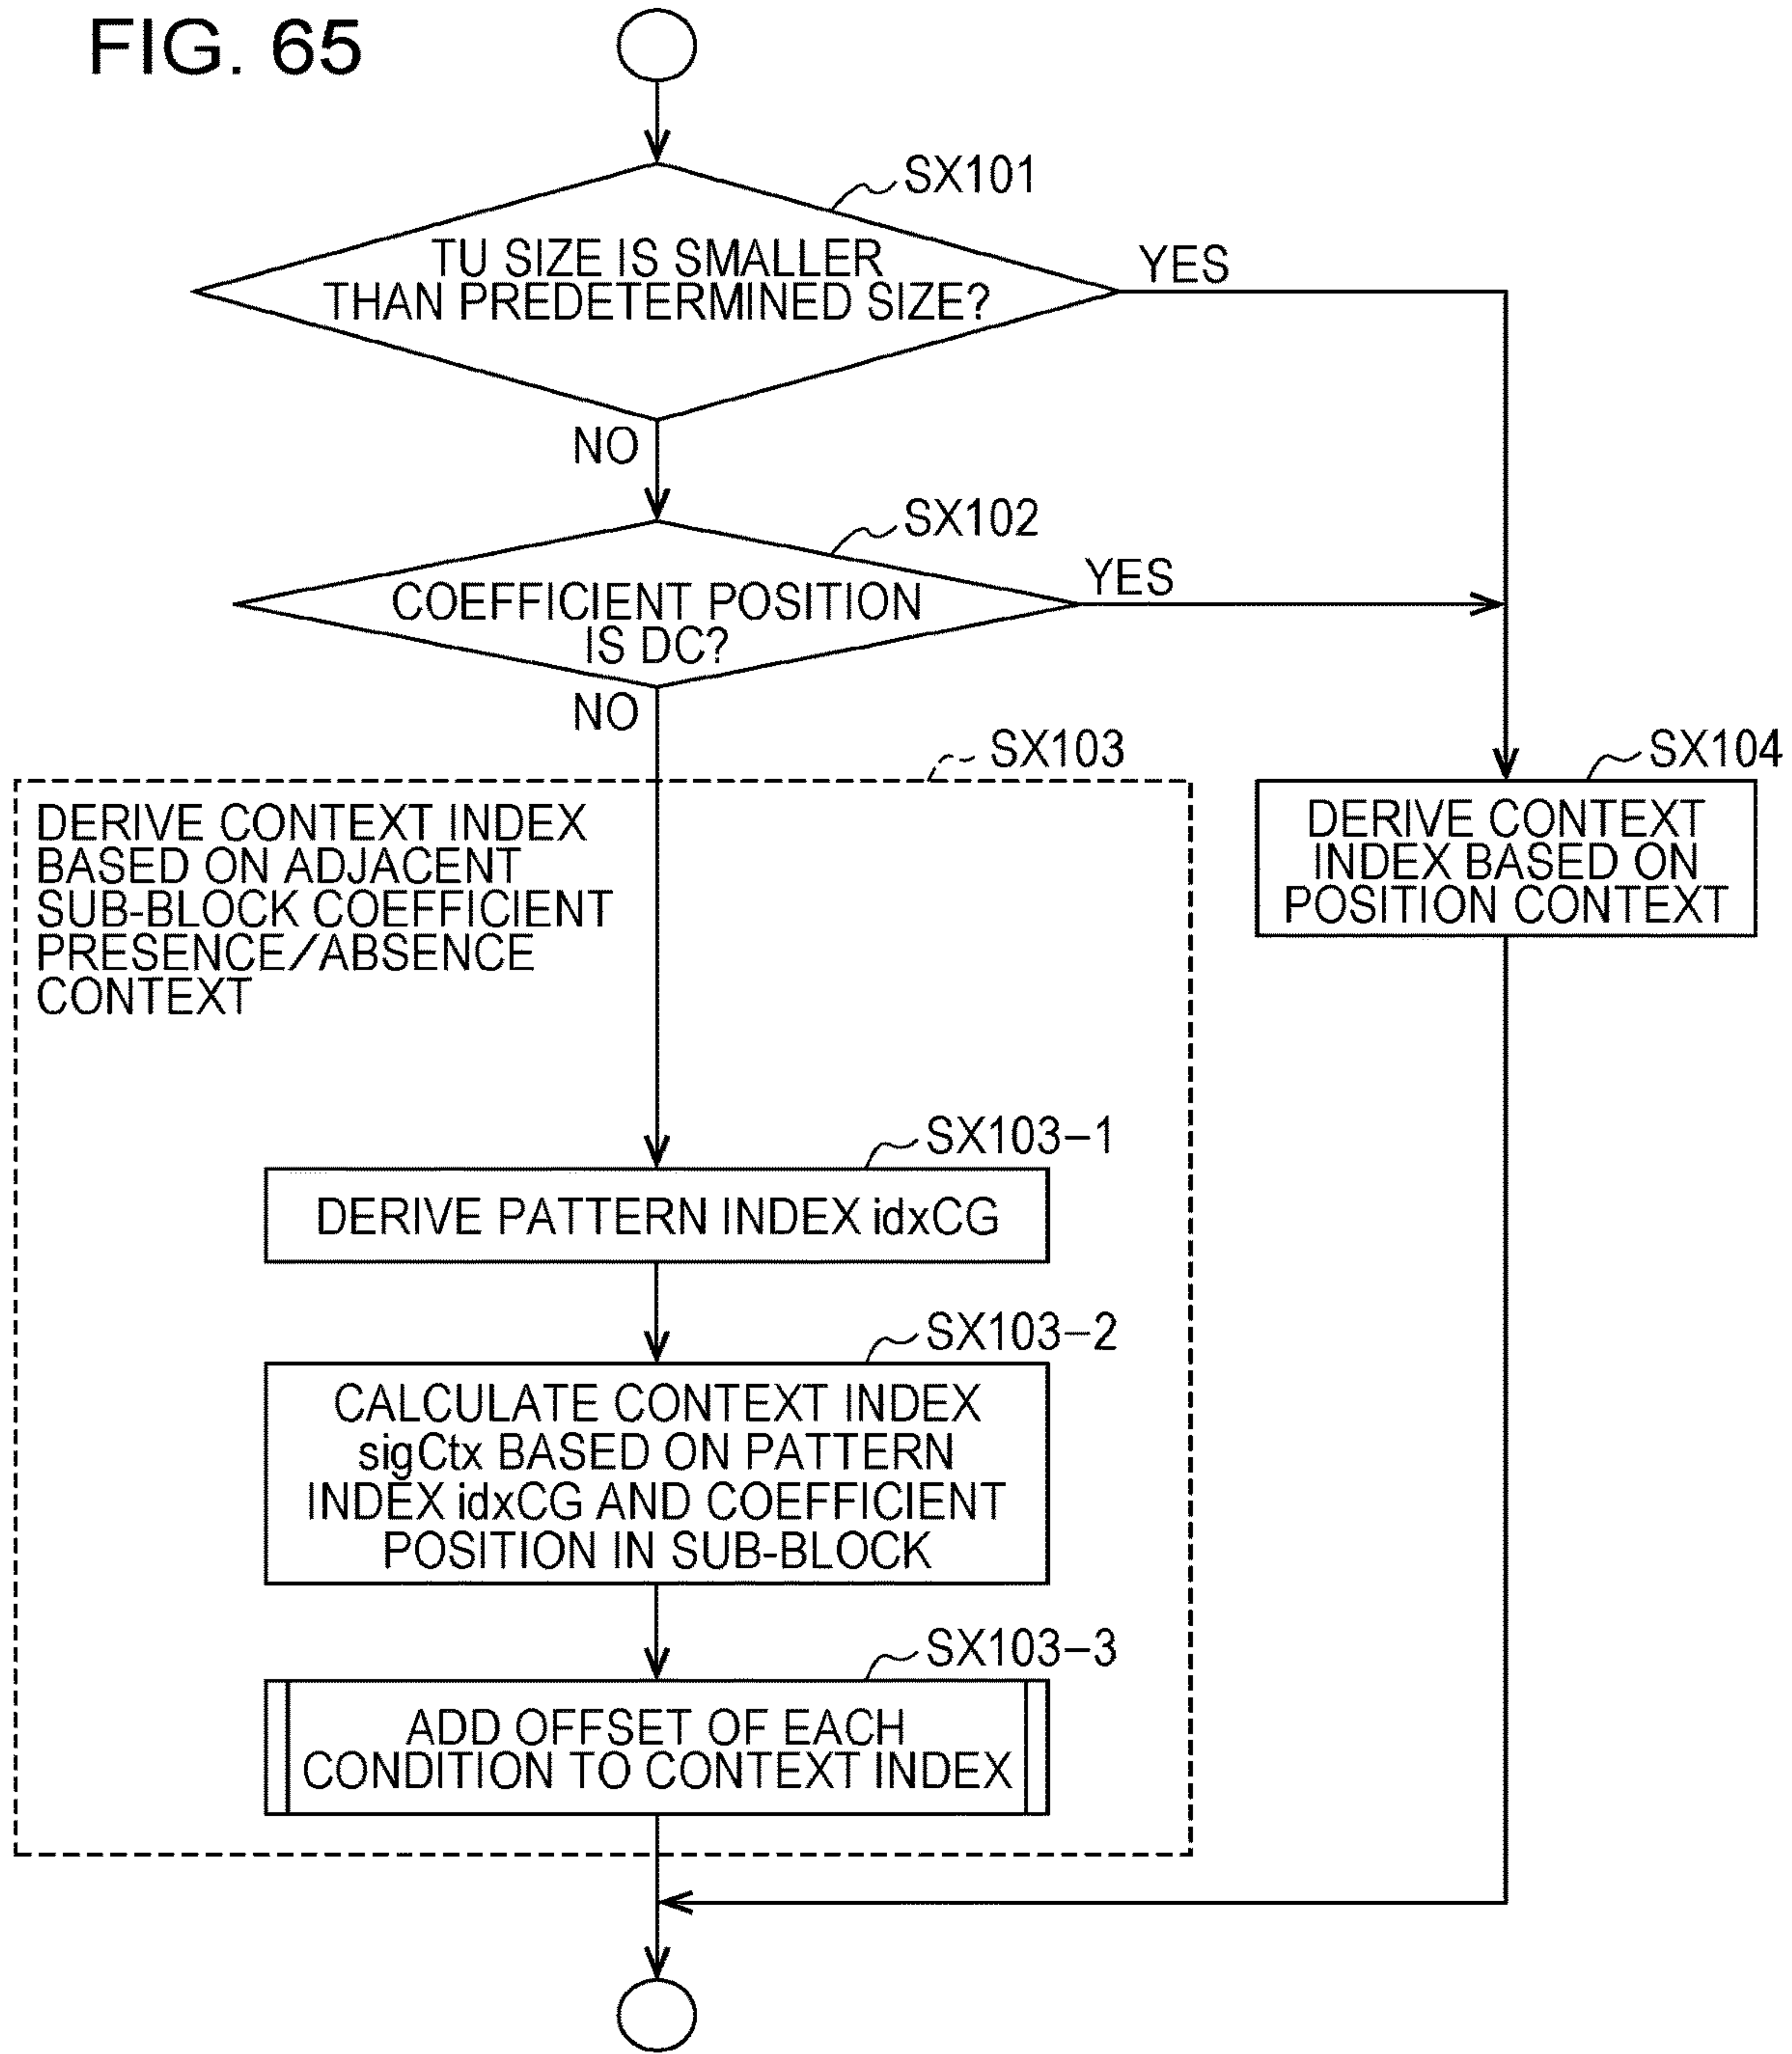 FIG. 65
SX101
TU SIZE IS SMALLER
THAN PREDETERMINED SIZE?
YES
NO
SX102
COEFFICIENT POSITION
IS DC?
YES
NO
SX103
SX104
DERIVE CONTEXT INDEX
BASED ON ADJACENT
SUB-BLOCK COEFFICIENT
PRESENCE/ABSENCE
CONTEXT
DERIVE CONTEXT
INDEX BASED ON
POSITION CONTEXT
SX103-1
DERIVE PATTERN INDEX idxCG
SX103-2
CALCULATE CONTEXT INDEX
sigCtx BASED ON PATTERN
INDEX idxCG AND COEFFICIENT
POSITION IN SUB-BLOCK
SX103-3
ADD OFFSET OF EACH
CONDITION TO CONTEXT INDEX